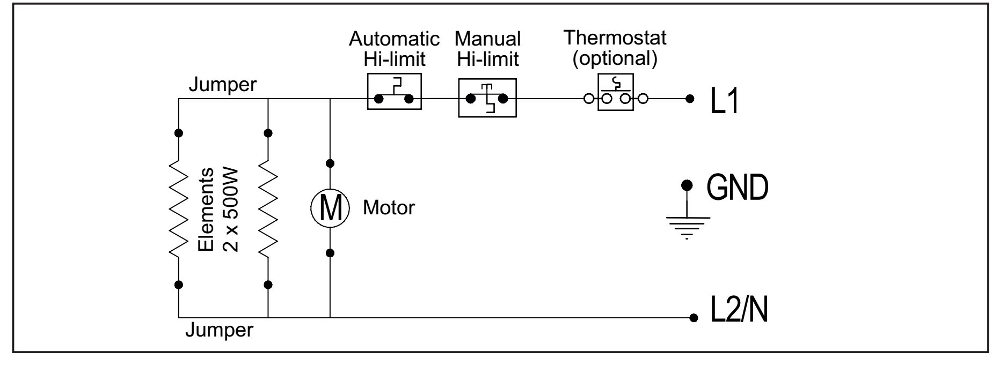 Automatic
Hi-limit
Manual
Hi-limit
Thermostat
(optional)
Jumper
L1
Elements
2 x 500W
M
Motor
GND
L2/N
Jumper